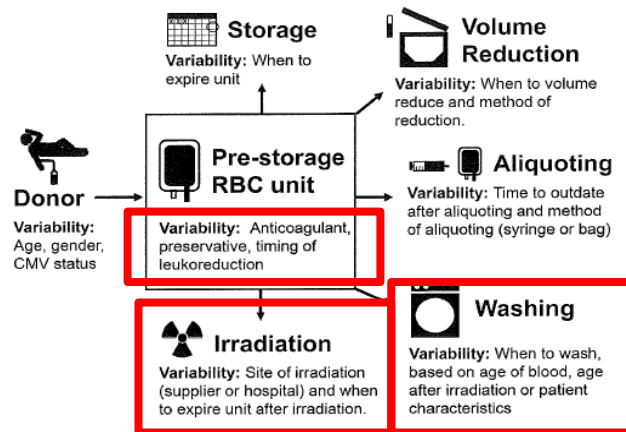 Storage
Variability: When to
expire unit
Volume
Reduction
Variability: When to volume
reduce and method of
reduction.
Donor
Variability:
Age, gender,
CMV status
Pre-storage
RBC unit
Variability: Anticoagulant,
preservative, timing of
leukoreduction
Aliquoting
Variability: Time to outdate
after aliquoting and method
of aliquoting (syringe or bag)
Irradiation
Variability: Site of irradiation
(supplier or hospital) and when
to expire unit after irradiation.
Washing
Variability: When to wash,
based on age of blood, age
after irradiation or patient
characteristics